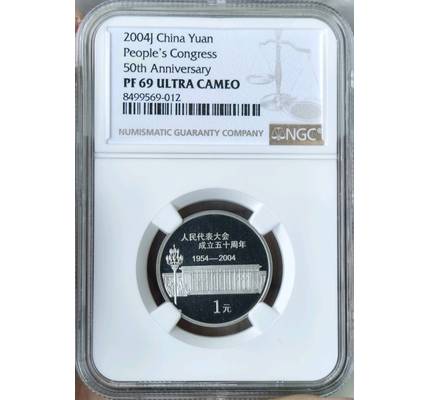 2004J China Yuan
People's Congress
50th Anniversary
PF 69 ULTRA CAMEO
8499569-012
NUMISMATIC GUARANTY COMPANY
NGC
人民代表大会
成立五十周年
1954—2004
1元